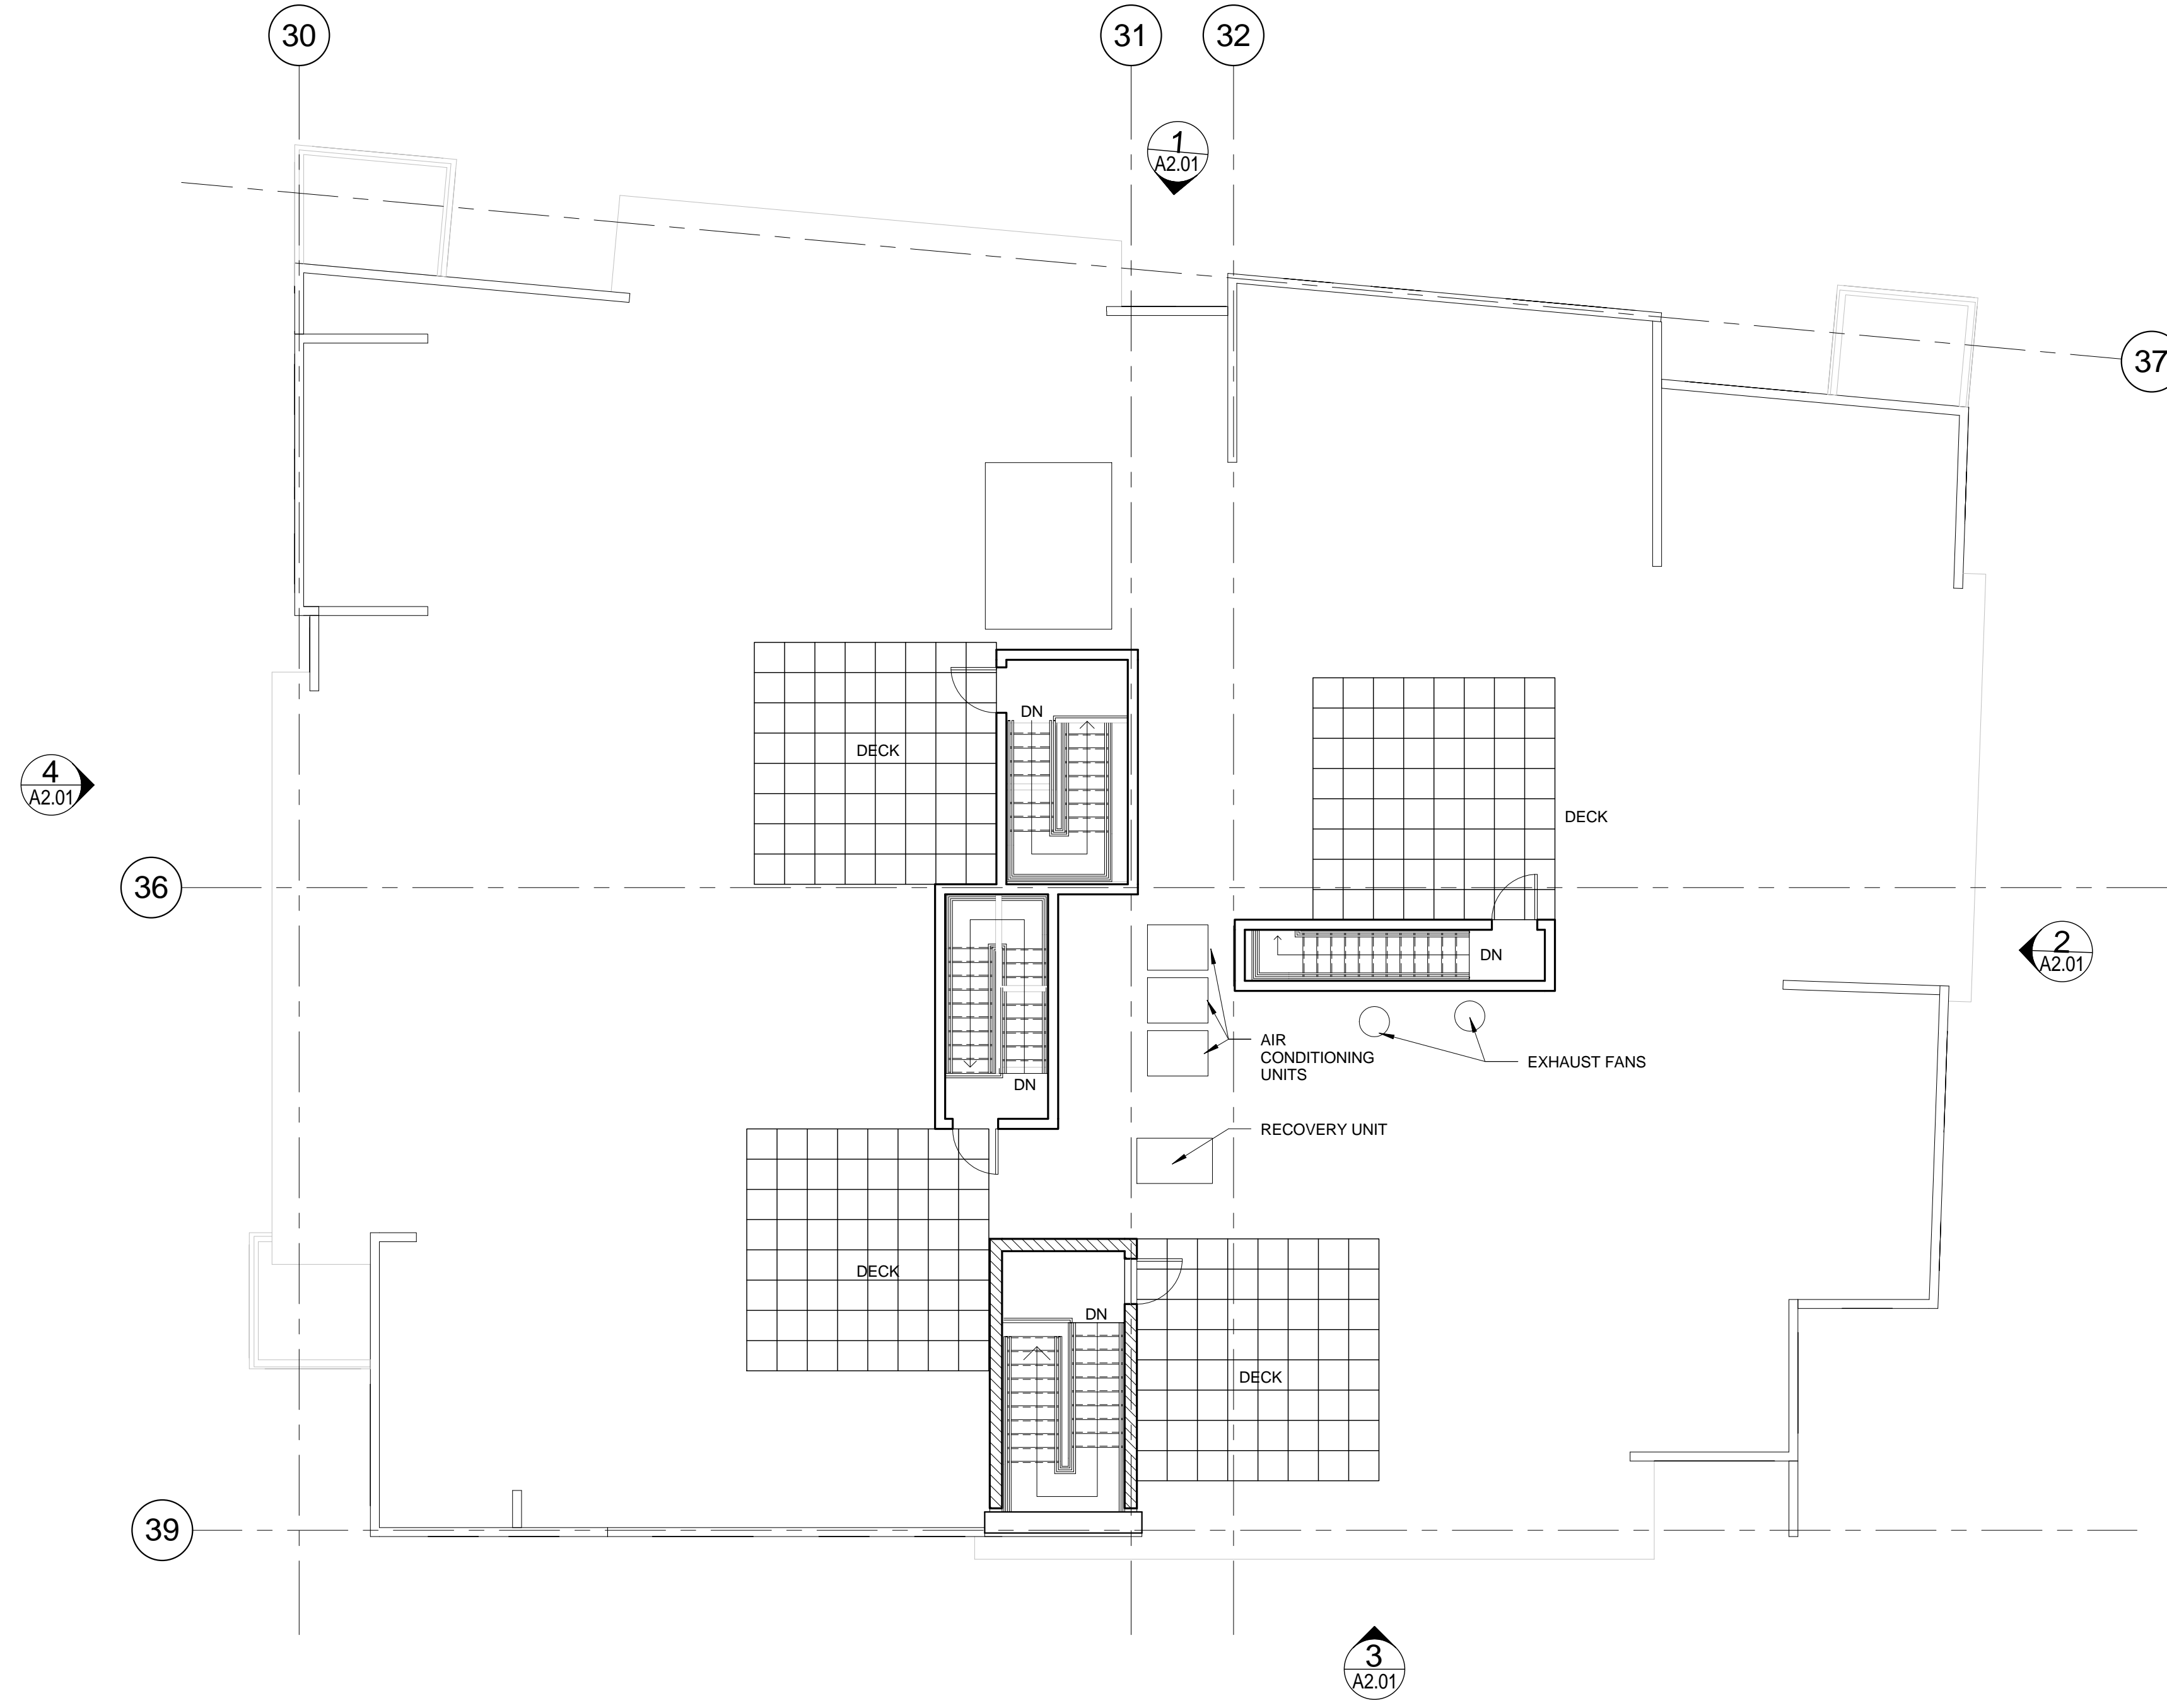 30
31
32
1
A2.01
37
DN
DECK
4
A2.01
DECK
36
2
A2.01
DN
AIR
CONDITIONING
UNITS
EXHAUST FANS
DN
RECOVERY UNIT
DECK
DN
DECK
39
3
A2.01